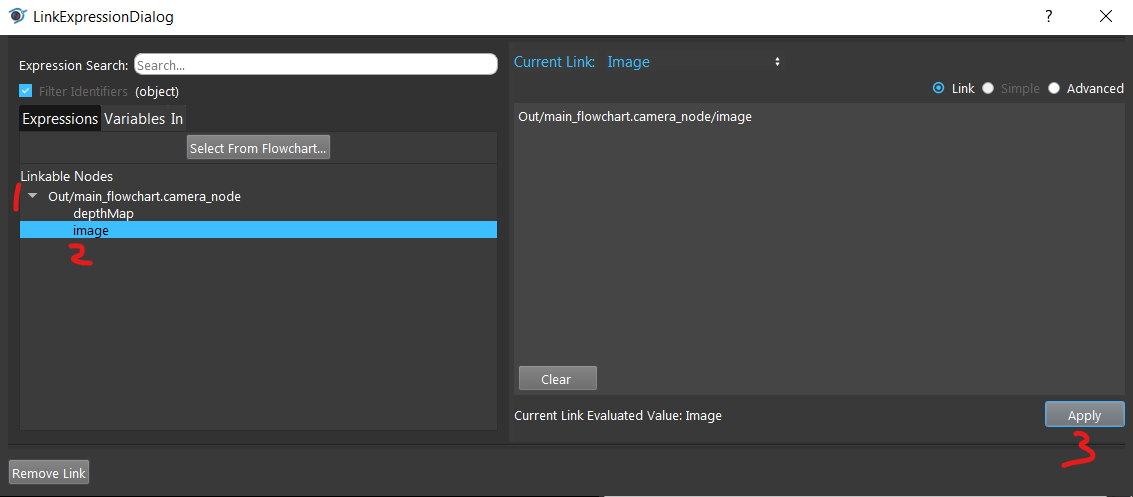 LinkExpressionDialog
?
Expression Search: Search...
Filter Identifiers (object)
Expressions Variables In
Select From Flowchart...
Linkable Nodes
1
Out/main_flowchart.camera_node
depthMap
image
2
Current Link: Image
Link Simple Advanced
Out/main_flowchart.camera_node/image
Clear
Current Link Evaluated Value: Image
Apply
3
Remove Link